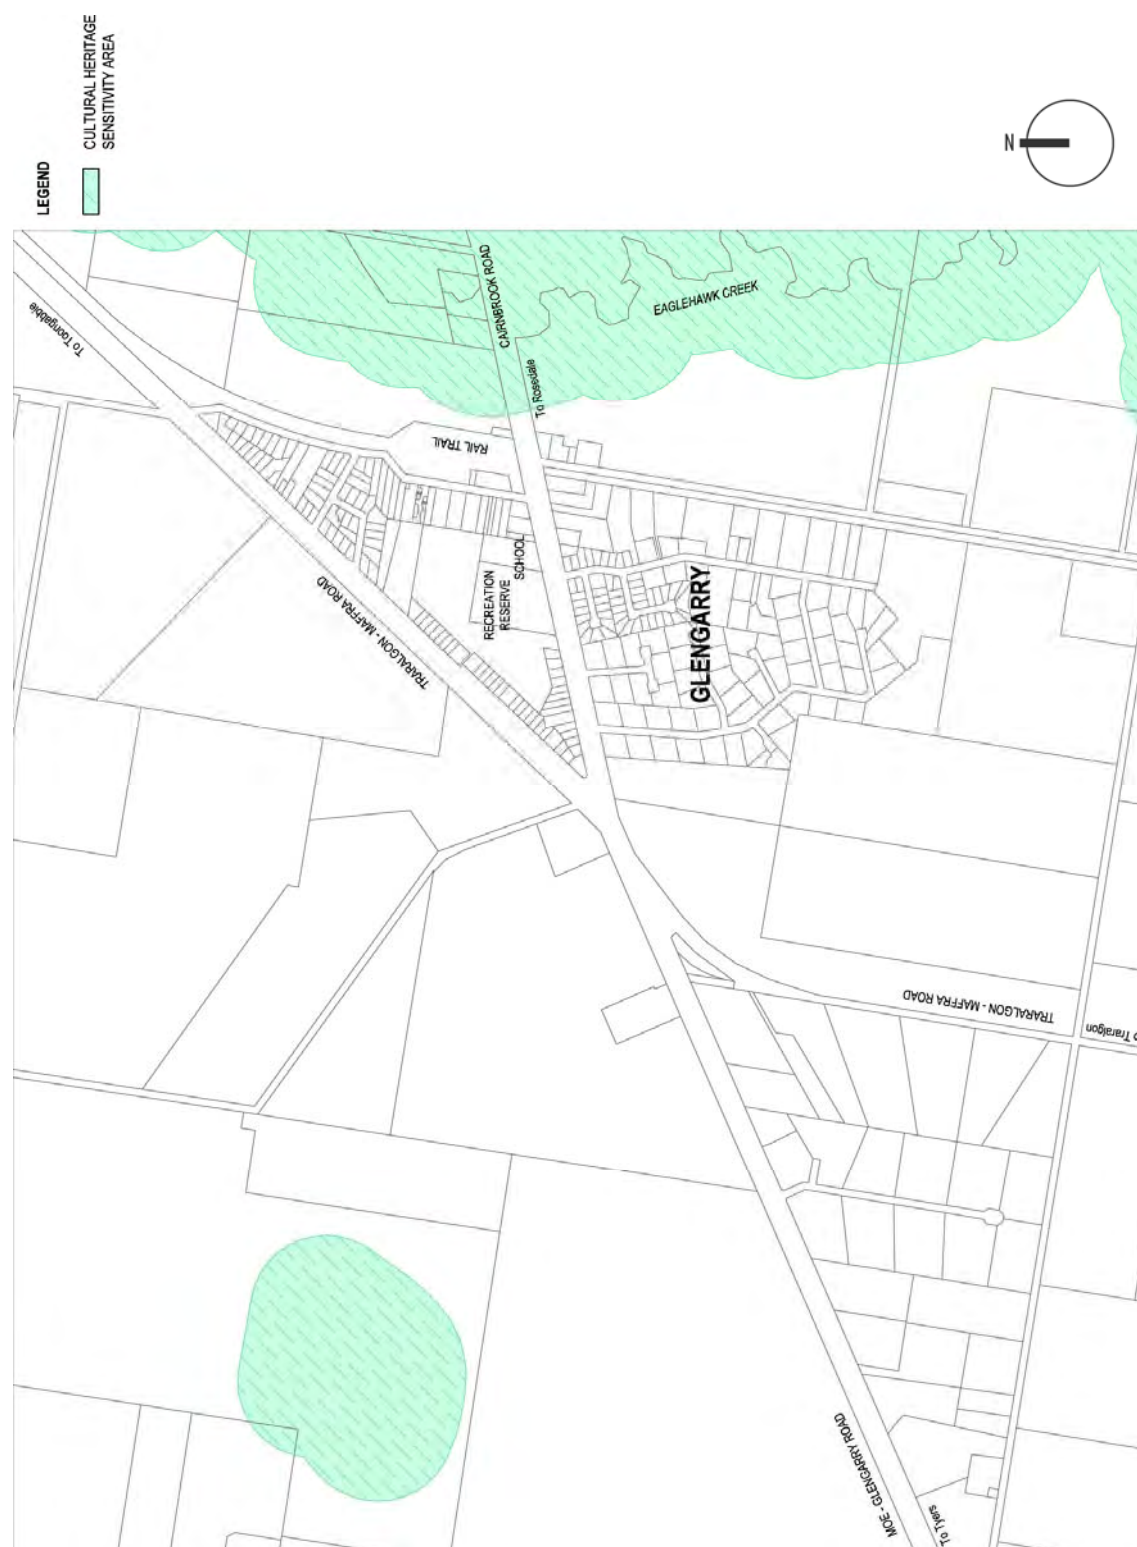 LEGEND
CULTURAL HERITAGE
SENSITIVITY AREA
N
To Toongabbie
CAIRNBROOK ROAD
EAGLEHAWK CREEK
To Rosedale
RAIL TRAIL
TRARALGON - MAFFRA ROAD
RECREATION
RESERVE
SCHOOL
GLENGARRY
TRARALGON - MAFFRA ROAD
Traralgon
MOE - GLENGARRY ROAD
To Tyers